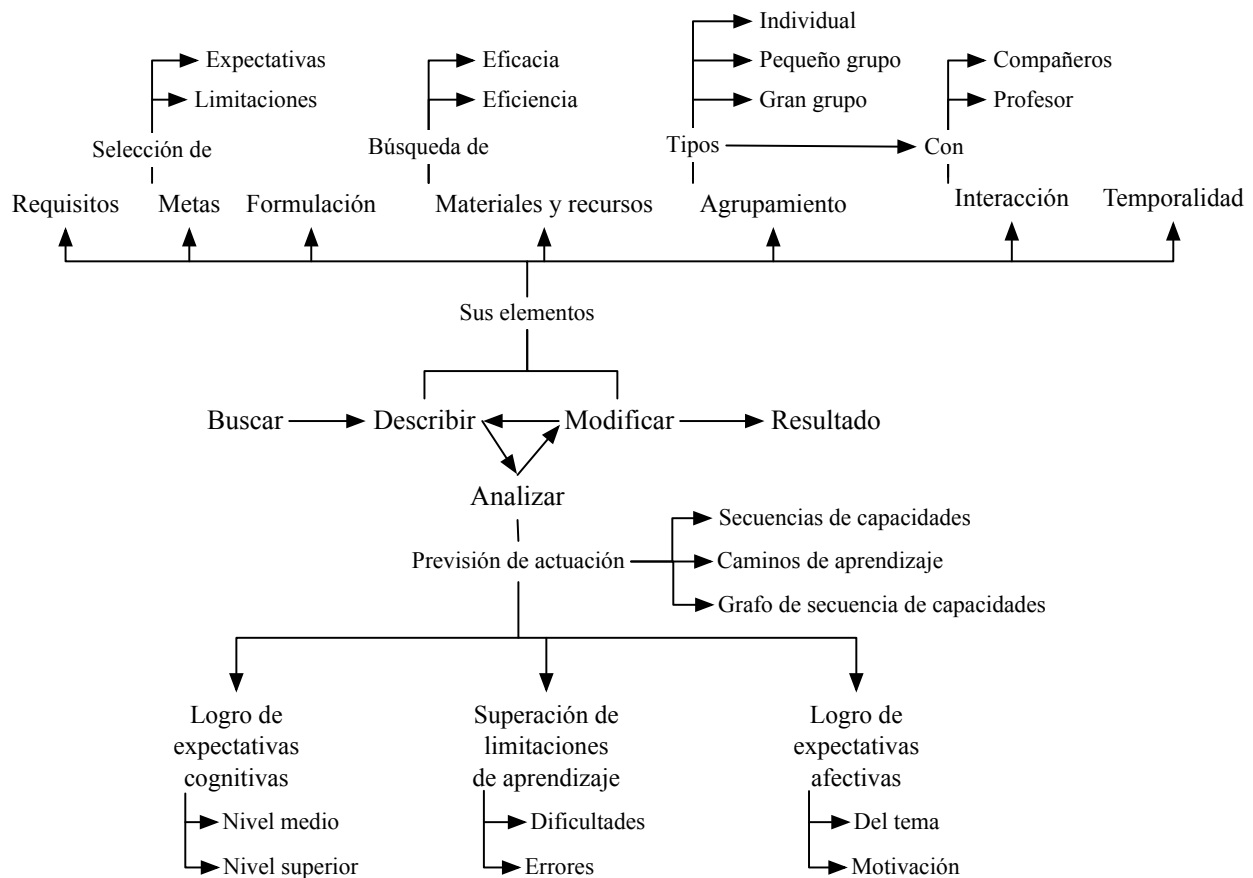 Individual
Expectativas
Eficacia
Pequeño grupo
Compañeros
Limitaciones
Eficiencia
Gran grupo
Profesor
Selección de
Búsqueda de
Tipos
Con
Requisitos
Metas
Formulación
Materiales y recursos
Agrupamiento
Interacción
Temporalidad
Sus elementos
Buscar
Describir
Modificar
Resultado
Analizar
Secuencias de capacidades
Previsión de actuación
Caminos de aprendizaje
Grafo de secuencia de capacidades
Logro de
expectativas
cognitivas
Superación de
limitaciones
de aprendizaje
Logro de
expectativas
afectivas
Nivel medio
Dificultades
Del tema
Nivel superior
Errores
Motivación